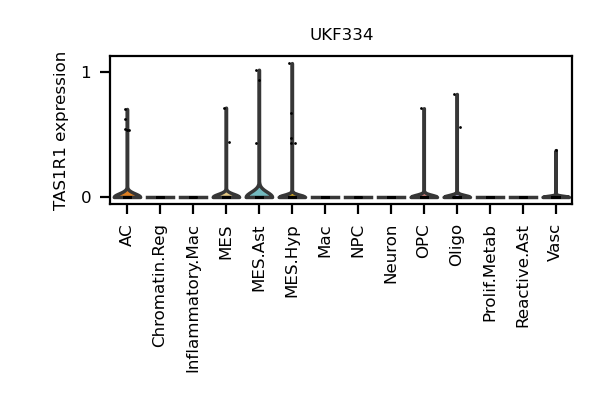 UKF334
TAS1R1 expression
1
0
AC
Chromatin.Reg
Inflammatory.Mac
MES
MES.Ast
MES.Hyp
Mac
NPC
Neuron
OPC
Oligo
Prolif.Metab
Reactive.Ast
Vasc